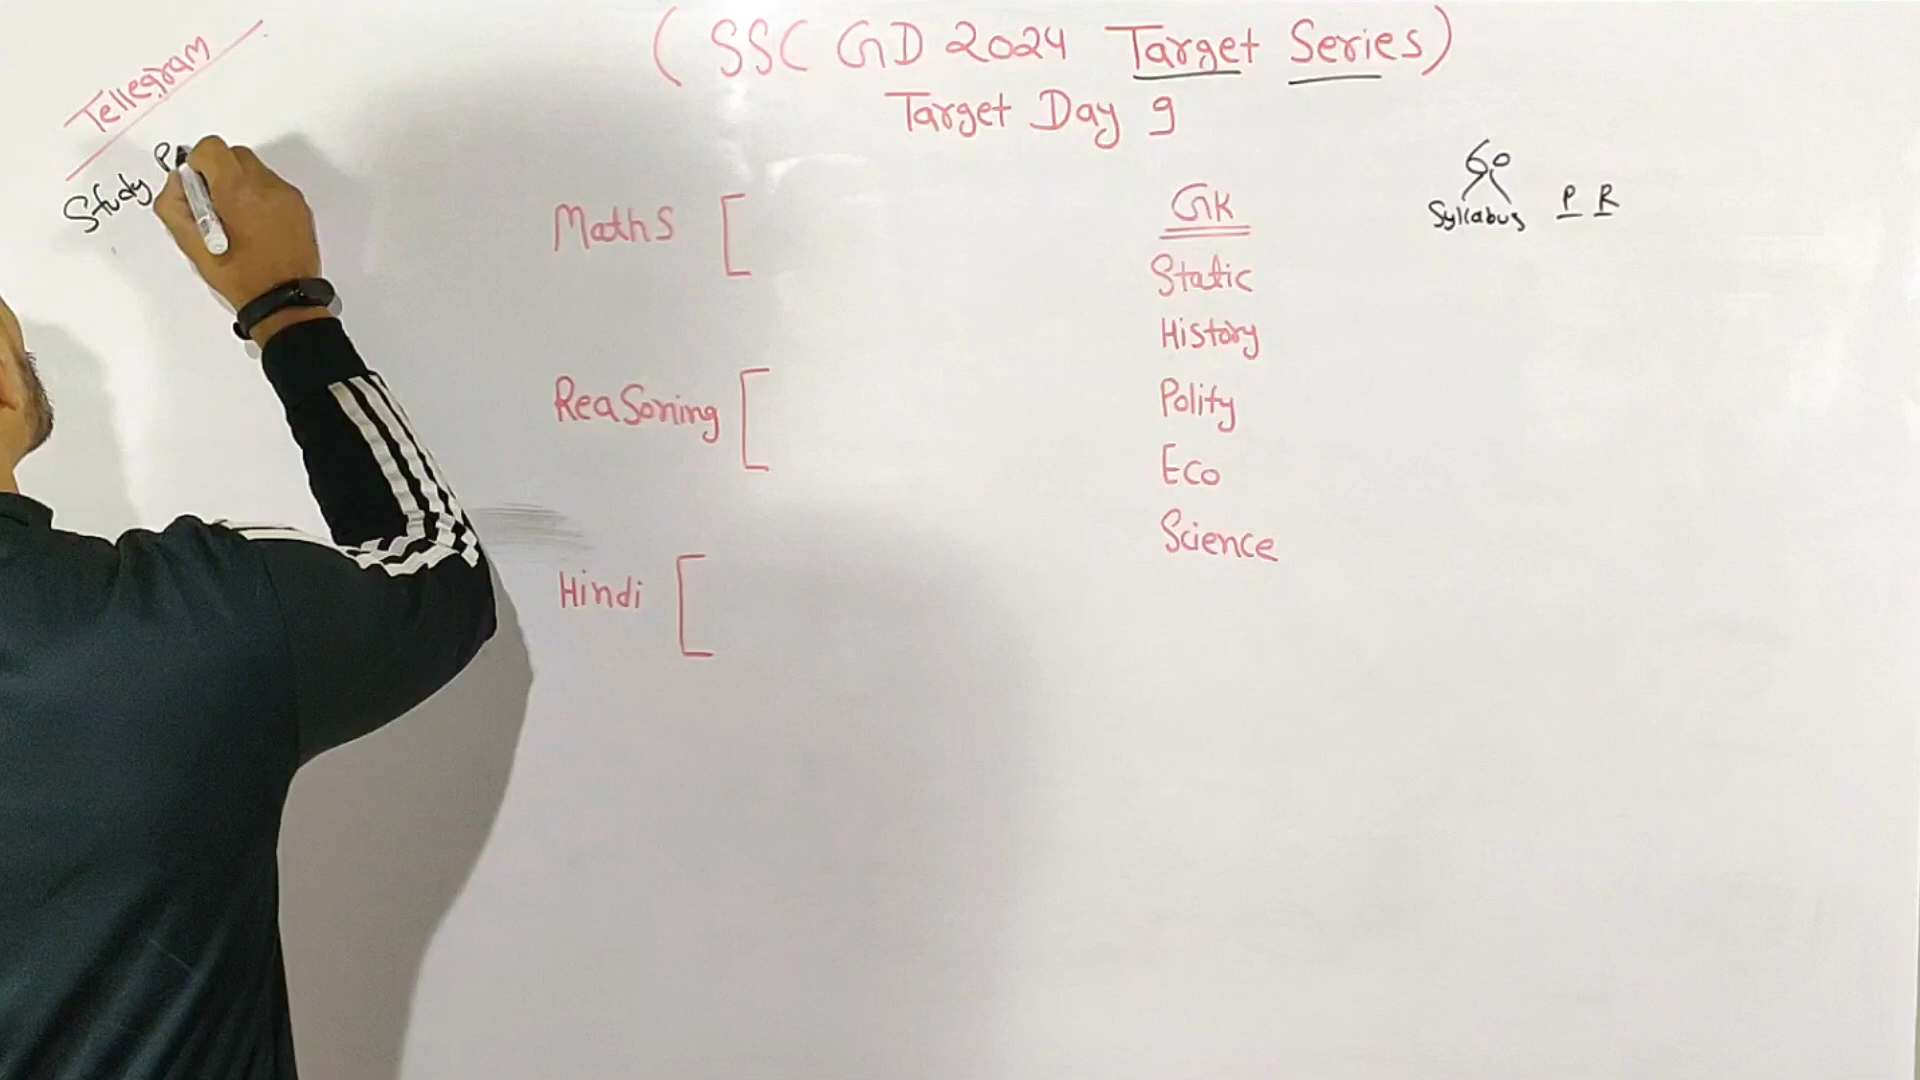 ( SSC GD 2024 Target Series )
Target Day 9
Tellegram
Study
Maths [
Reasoning [
Hindi [
GK
Static
History
Polity
Eco
Science
60
Syllabus P R